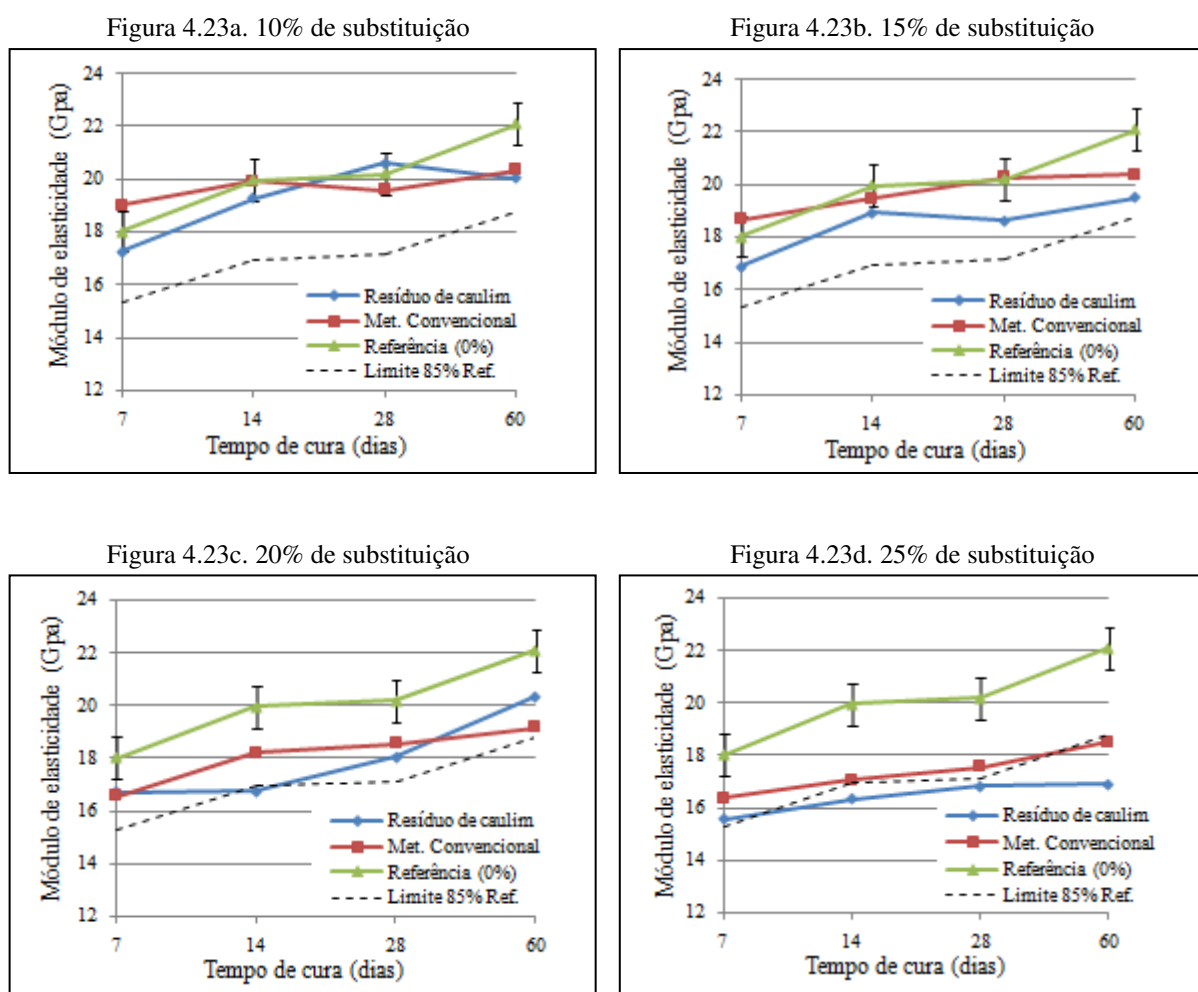 Figura 4.23a. 10% de substituição
Módulo de elasticidade (Gpa)
24
22
20
18
16
14
12
Resíduo de caulim
Met. Convencional
Referência (0%)
Limite 85% Ref.
7 14 28 60
Tempo de cura (dias)
Figura 4.23b. 15% de substituição
Módulo de elasticidade (Gpa)
24
22
20
18
16
14
12
Resíduo de caulim
Met. Convencional
Referência (0%)
Limite 85% Ref.
7 14 28 60
Tempo de cura (dias)
Figura 4.23c. 20% de substituição
Módulo de elasticidade (Gpa)
24
22
20
18
16
14
12
Resíduo de caulim
Met. Convencional
Referência (0%)
Limite 85% Ref.
7 14 28 60
Tempo de cura (dias)
Figura 4.23d. 25% de substituição
Módulo de elasticidade (Gpa)
24
22
20
18
16
14
12
Resíduo de caulim
Met. Convencional
Referência (0%)
Limite 85% Ref.
7 14 28 60
Tempo de cura (dias)